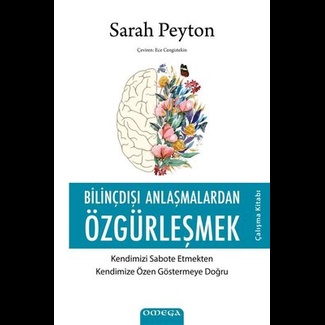 Sarah Peyton
Çeviren: Ece Cengiztekin
BİLİNÇDIŞI ANLAŞMALARDAN
ÖZGÜRLEŞMEK
Çalışma Kitabı
Kendimizi Sabote Etmekten
Kendimize Özen Göstermeye Doğru
OMEGA